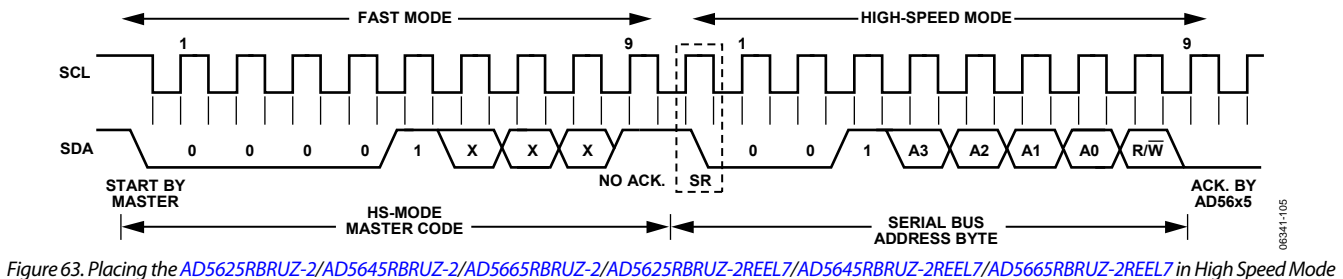 FAST MODE HIGH-SPEED MODE
1 9 1 9
SCL
SDA 0 0 0 0 1 X X X 0 0 1 A3 A2 A1 A0 R/W̅
START BY MASTER NO ACK. SR ACK. BY AD56x5
HS-MODE MASTER CODE SERIAL BUS ADDRESS BYTE
06341-105
Figure 63. Placing the AD5625RBRUZ-2/AD5645RBRUZ-2/AD5665RBRUZ-2/AD5625RBRUZ-2REEL7/AD5645RBRUZ-2REEL7/AD5665RBRUZ-2REEL7 in High Speed Mode